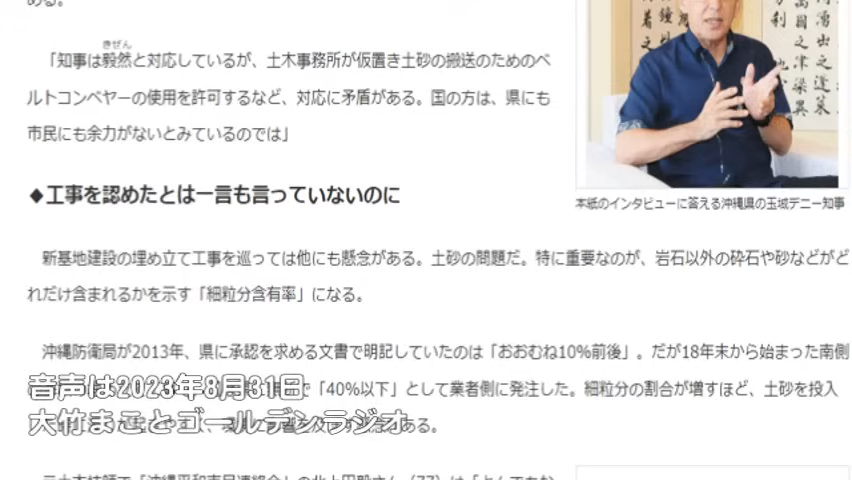 ある。
「知事は毅然と対応しているが、土木事務所が仮置き土砂の搬送のためのベ
きぜん
ルトコンベヤーの使用を許可するなど、対応に矛盾がある。国の方は、県にも
市民にも余力がないとみているのでは」
本紙のインタビューに答える沖縄県の玉城デニー知事
◆工事を認めたとは一言も言っていないのに
新基地建設の埋め立て工事を巡っては他にも懸念がある。土砂の問題だ。特に重要なのが、岩石以外の砕石や砂などがど
れだけ含まれるかを示す「細粒分含有率」になる。
沖縄防衛局が2013年、県に承認を求める文書で明記していたのは「おおむね10%前後」。だが18年末から始まった南側
で「40%以下」として業者側に発注した。細粒分の割合が増すほど、土砂を投入
ある。
音声は2023年8月31日
大竹まことゴールデンラジオ